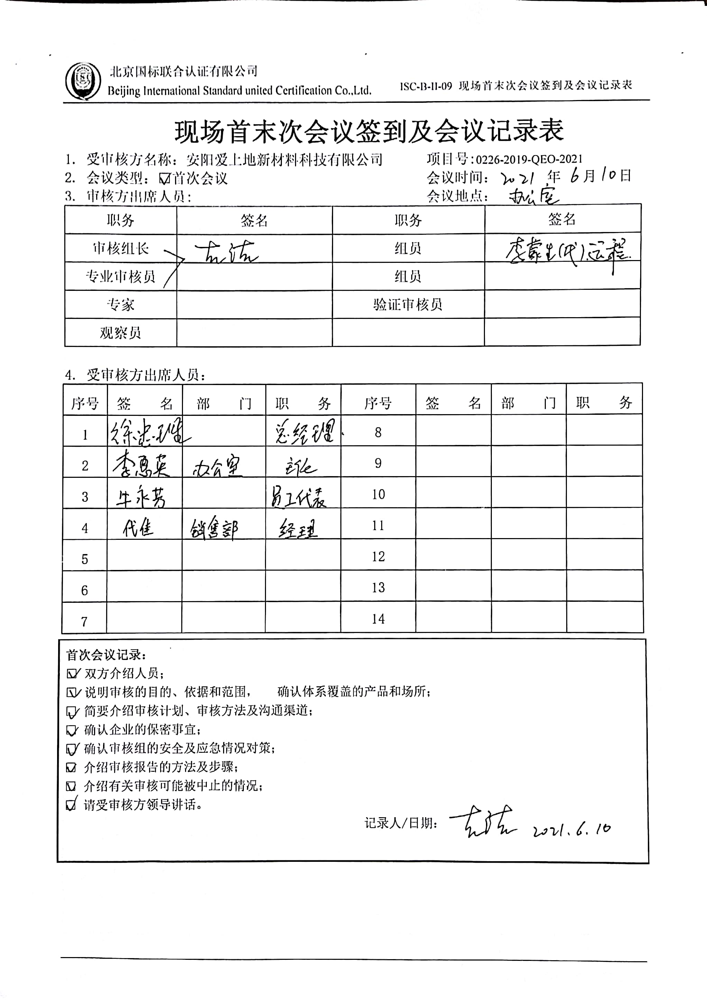 ISC
北京国标联合认证有限公司
Beijing International Standard united Certification Co.,Ltd.
ISC-B-II-09 现场首末次会议签到及会议记录表
现场首末次会议签到及会议记录表
1. 受审核方名称：安阳爱上地新材料科技有限公司 项目号:0226-2019-QEO-2021
2. 会议类型：☑首次会议 会议时间：2021 年 6月10日
3. 审核方出席人员： 会议地点： 办公室
职务 签名 职务 签名
审核组长 组员 李蒙生(代).远程.
专业审核员 组员
专家 验证审核员
观察员
4. 受审核方出席人员：
序号 签 名 部 门 职 务 序号 签 名 部 门 职 务
1 总经理. 8
2 李惠英 办公室 主任 9
3 牛永芳 员工代表 10
4 代佳 销售部 经理 11
5 12
6 13
7 14
首次会议记录：
☑ 双方介绍人员；
☑ 说明审核的目的、依据和范围， 确认体系覆盖的产品和场所；
☑ 简要介绍审核计划、审核方法及沟通渠道；
☑ 确认企业的保密事宜；
☑ 确认审核组的安全及应急情况对策；
☑ 介绍审核报告的方法及步骤；
☑ 介绍有关审核可能被中止的情况；
☑ 请受审核方领导讲话。
记录人/日期： 2021.6.10